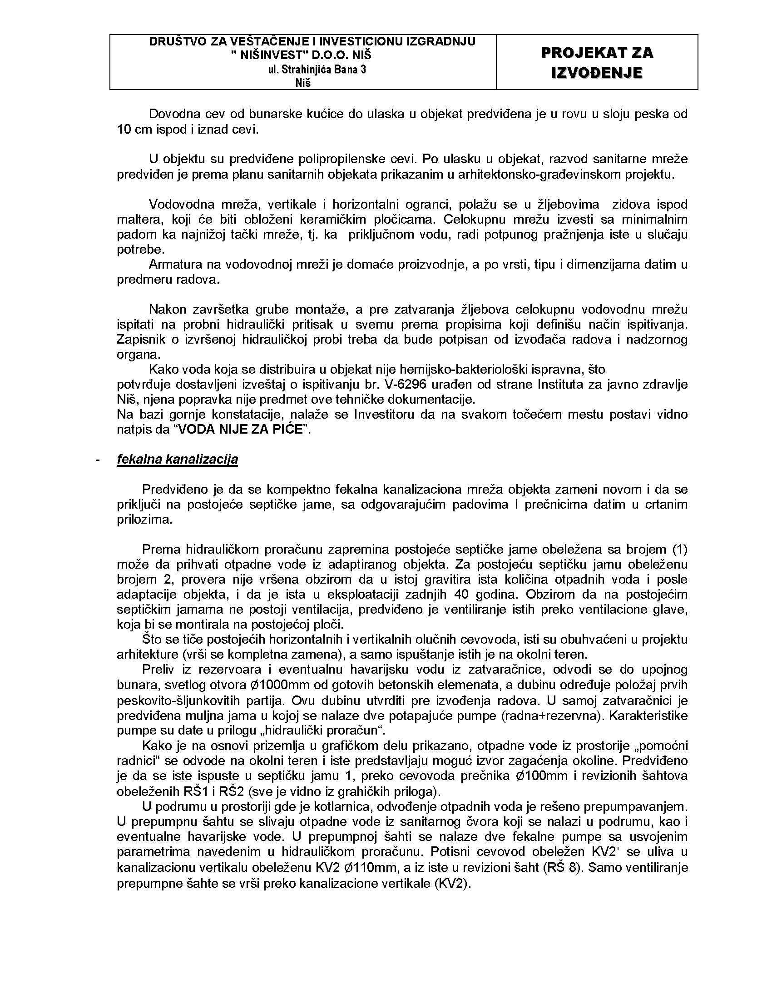 DRUŠTVO ZA VEŠTAČENJE I INVESTICIONU IZGRADNJU
" NIŠINVEST" D.O.O. NIŠ
ul. Strahinjića Bana 3
Niš
PROJEKAT ZA
IZVOĐENJE
Dovodna cev od bunarske kućice do ulaska u objekat predviđena je u rovu u sloju peska od
10 cm ispod i iznad cevi.
U objektu su predviđene polipropilenske cevi. Po ulasku u objekat, razvod sanitarne mreže
predviđen je prema planu sanitarnih objekata prikazanim u arhitektonsko-građevinskom projektu.
Vodovodna mreža, vertikale i horizontalni ogranci, polažu se u žljebovima zidova ispod
maltera, koji će biti obloženi keramičkim pločicama. Celokupnu mrežu izvesti sa minimalnim
padom ka najnižoj tački mreže, tj. ka priključnom vodu, radi potpunog pražnjenja iste u slučaju
potrebe.
Armatura na vodovodnoj mreži je domaće proizvodnje, a po vrsti, tipu i dimenzijama datim u
predmeru radova.
Nakon završetka grube montaže, a pre zatvaranja žljebova celokupnu vodovodnu mrežu
ispitati na probni hidraulički pritisak u svemu prema propisima koji definišu način ispitivanja.
Zapisnik o izvršenoj hidrauličkoj probi treba da bude potpisan od izvođača radova i nadzornog
organa.
Kako voda koja se distribuira u objekat nije hemijsko-bakteriološki ispravna, što
potvrđuje dostavljeni izveštaj o ispitivanju br. V-6296 urađen od strane Instituta za javno zdravlje
Niš, njena popravka nije predmet ove tehničke dokumentacije.
Na bazi gornje konstatacije, nalaže se Investitoru da na svakom točećem mestu postavi vidno
natpis da “VODA NIJE ZA PIĆE”.
- fekalna kanalizacija
Predviđeno je da se kompektno fekalna kanalizaciona mreža objekta zameni novom i da se
priključi na postojeće septičke jame, sa odgovarajućim padovima I prečnicima datim u crtanim
prilozima.
Prema hidrauličkom proračunu zapremina postojeće septičke jame obeležena sa brojem (1)
može da prihvati otpadne vode iz adaptiranog objekta. Za postojeću septičku jamu obeleženu
brojem 2, provera nije vršena obzirom da u istoj gravitira ista količina otpadnih voda i posle
adaptacije objekta, i da je ista u eksploataciji zadnjih 40 godina. Obzirom da na postojećim
septičkim jamama ne postoji ventilacija, predviđeno je ventiliranje istih preko ventilacione glave,
koja bi se montirala na postojećoj ploči.
Što se tiče postojećih horizontalnih i vertikalnih olučnih cevovoda, isti su obuhvaćeni u projektu
arhitekture (vrši se kompletna zamena), a samo ispuštanje istih je na okolni teren.
Preliv iz rezervoara i eventualnu havarijsku vodu iz zatvaračnice, odvodi se do upojnog
bunara, svetlog otvora Ø1000mm od gotovih betonskih elemenata, a dubinu određuje položaj prvih
peskovito-šljunkovitih partija. Ovu dubinu utvrditi pre izvođenja radova. U samoj zatvaračnici je
predviđena muljna jama u kojoj se nalaze dve potapajuće pumpe (radna+rezervna). Karakteristike
pumpe su date u prilogu „hidraulički proračun“.
Kako je na osnovi prizemlja u grafičkom delu prikazano, otpadne vode iz prostorije „pomoćni
radnici“ se odvode na okolni teren i iste predstavljaju moguć izvor zagaćenja okoline. Predviđeno
je da se iste ispuste u septičku jamu 1, preko cevovoda prečnika Ø100mm i revizionih šahtova
obeleženih RŠ1 i RŠ2 (sve je vidno iz grahičkih priloga).
U podrumu u prostoriji gde je kotlarnica, odvođenje otpadnih voda je rešeno prepumpavanjem.
U prepumpnu šahtu se slivaju otpadne vode iz sanitarnog čvora koji se nalazi u podrumu, kao i
eventualne havarijske vode. U prepumpnoj šahti se nalaze dve fekalne pumpe sa usvojenim
parametrima navedenim u hidrauličkom proračunu. Potisni cevovod obeležen KV2' se uliva u
kanalizacionu vertikalu obeleženu KV2 Ø110mm, a iz iste u revizioni šaht (RŠ 8). Samo ventiliranje
prepumpne šahte se vrši preko kanalizacione vertikale (KV2).